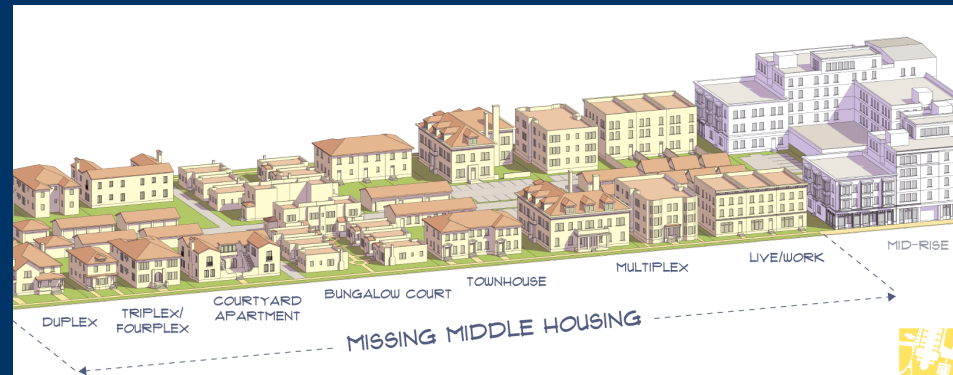 DUPLEX
TRIPLEX/
FOURPLEX
COURTYARD
APARTMENT
BUNGALOW COURT
TOWNHOUSE
MULTIPLEX
LIVE/WORK
MID-RISE
MISSING MIDDLE HOUSING